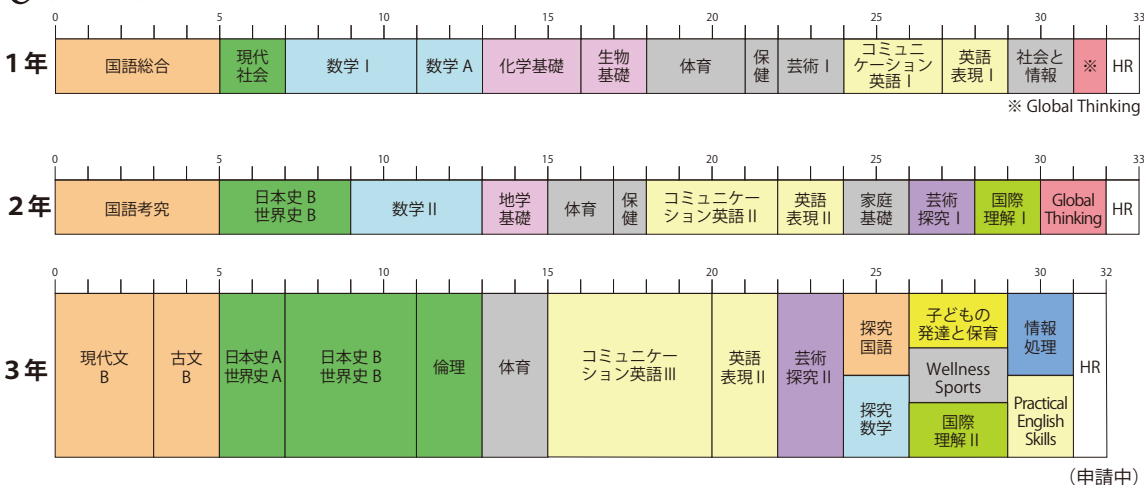 0 5 10 15 20 25 30 33
1年
国語総合
現代
社会
数学Ⅰ
数学A
化学基礎
生物
基礎
体育
保
健
芸術Ⅰ
コミュニ
ケーション
英語Ⅰ
英語
表現Ⅰ
社会と
情報
※
HR
※ Global Thinking
0 5 10 15 20 25 30 33
2年
国語考究
日本史B
世界史B
数学Ⅱ
地学
基礎
体育
保
健
コミュニケー
ション英語Ⅱ
英語
表現Ⅱ
家庭
基礎
芸術
探究Ⅰ
国際
理解Ⅰ
Global
Thinking
HR
0 5 10 15 20 25 30 32
3年
現代文
B
古文
B
日本史A
世界史A
日本史B
世界史B
倫理
体育
コミュニケー
ション英語Ⅲ
英語
表現Ⅱ
芸術
探究Ⅱ
探究
国語
探究
数学
子どもの
発達と保育
Wellness
Sports
国際
理解Ⅱ
情報
処理
Practical
English
Skills
HR
（申請中）